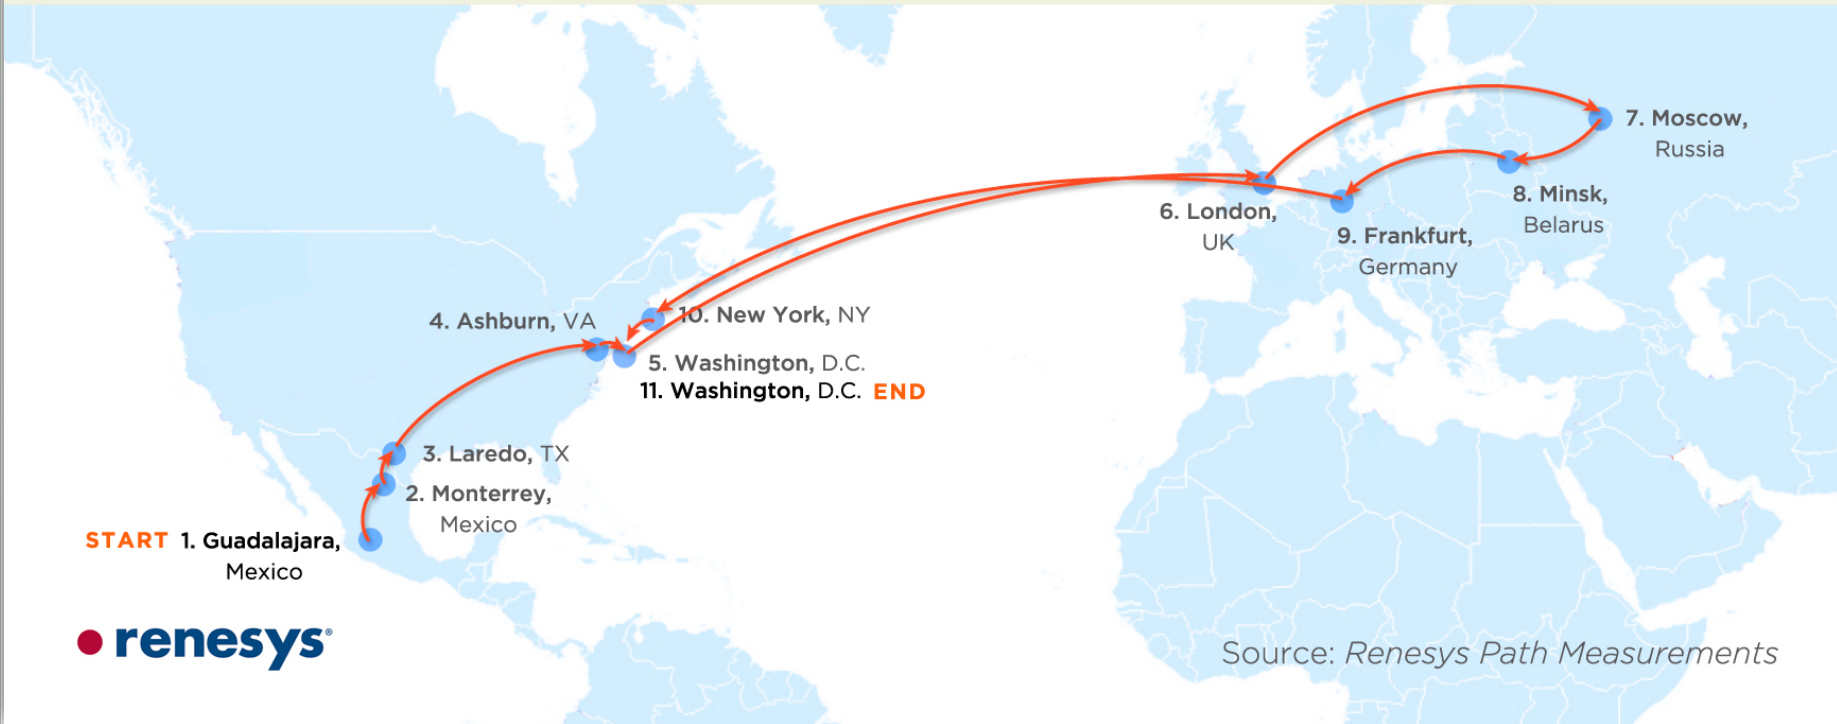 START 1. Guadalajara,
Mexico
2. Monterrey,
Mexico
3. Laredo, TX
4. Ashburn, VA
5. Washington, D.C.
6. London,
UK
7. Moscow,
Russia
8. Minsk,
Belarus
9. Frankfurt,
Germany
10. New York, NY
11. Washington, D.C. END
renesys®
Source: Renesys Path Measurements